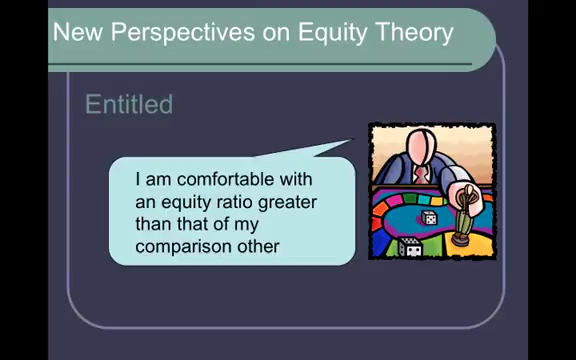 New Perspectives on Equity Theory
Entitled
I am comfortable with
an equity ratio greater
than that of my
comparison other